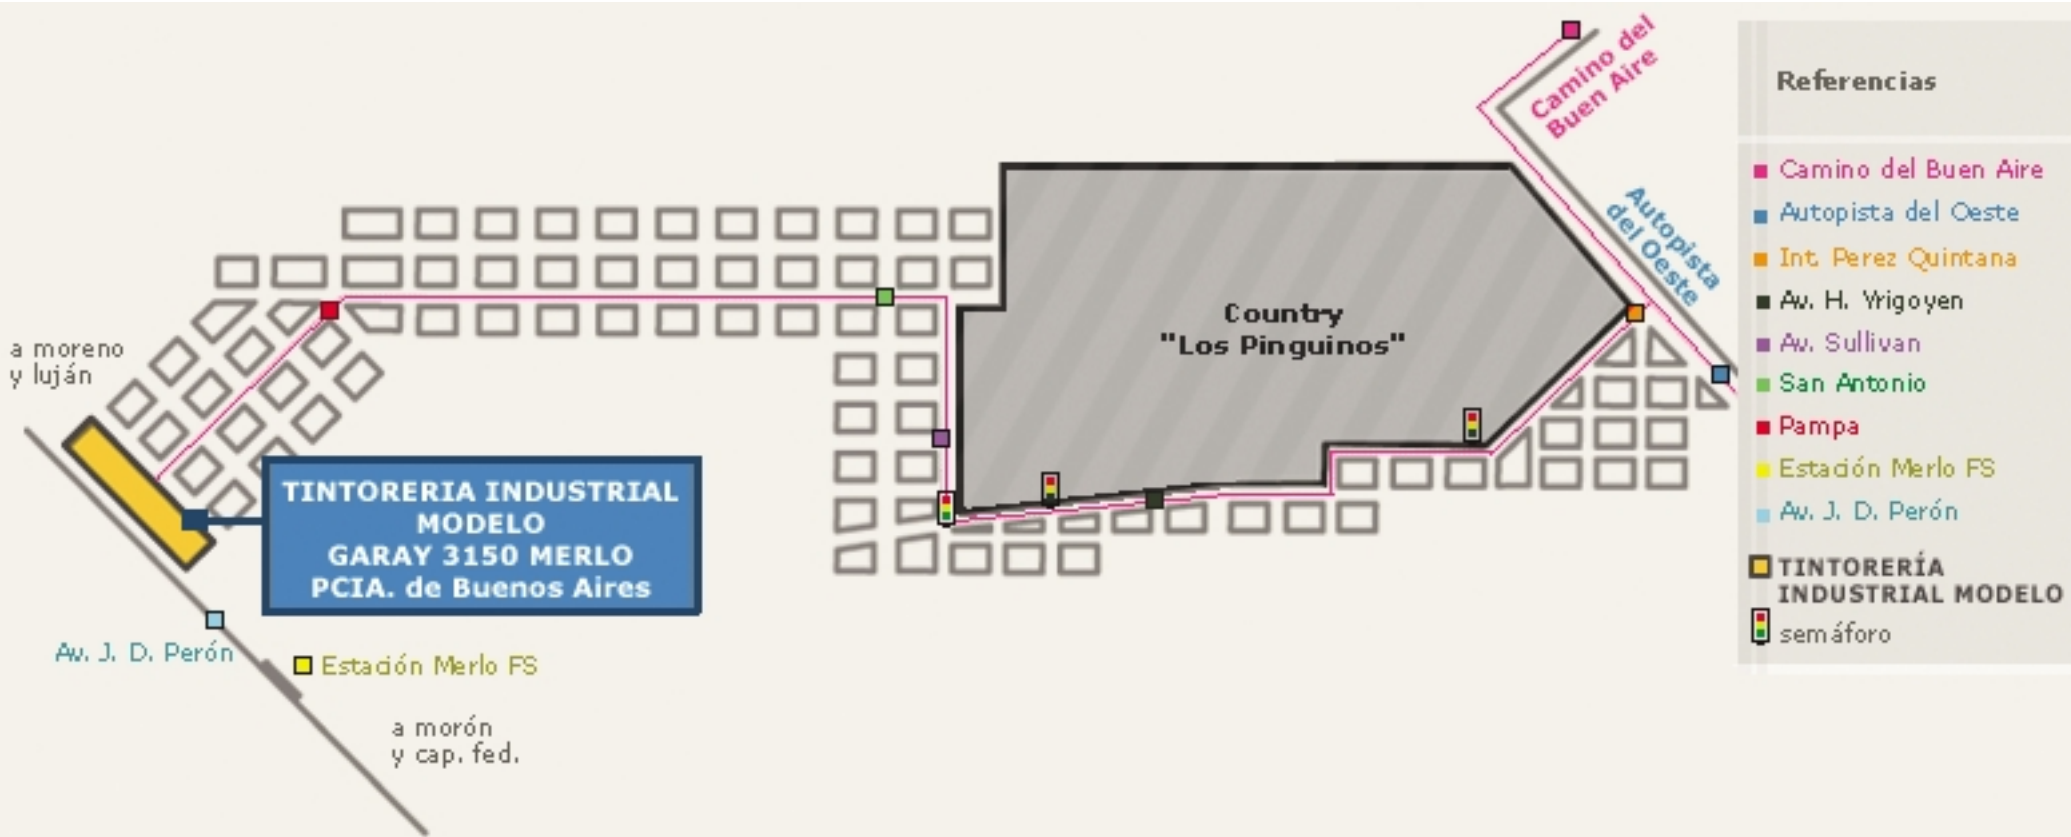 Camino del
Buen Aire
Autopista
del Oeste
Country
"Los Pinguinos"
a moreno
y luján
TINTORERIA INDUSTRIAL
MODELO
GARAY 3150 MERLO
PCIA. de Buenos Aires
Av. J. D. Perón
Estación Merlo FS
a morón
y cap. fed.
Referencias
Camino del Buen Aire
Autopista del Oeste
Int. Perez Quintana
Av. H. Yrigoyen
Av. Sullivan
San Antonio
Pampa
Estación Merlo FS
Av. J. D. Perón
TINTORERÍA
INDUSTRIAL MODELO
semáforo